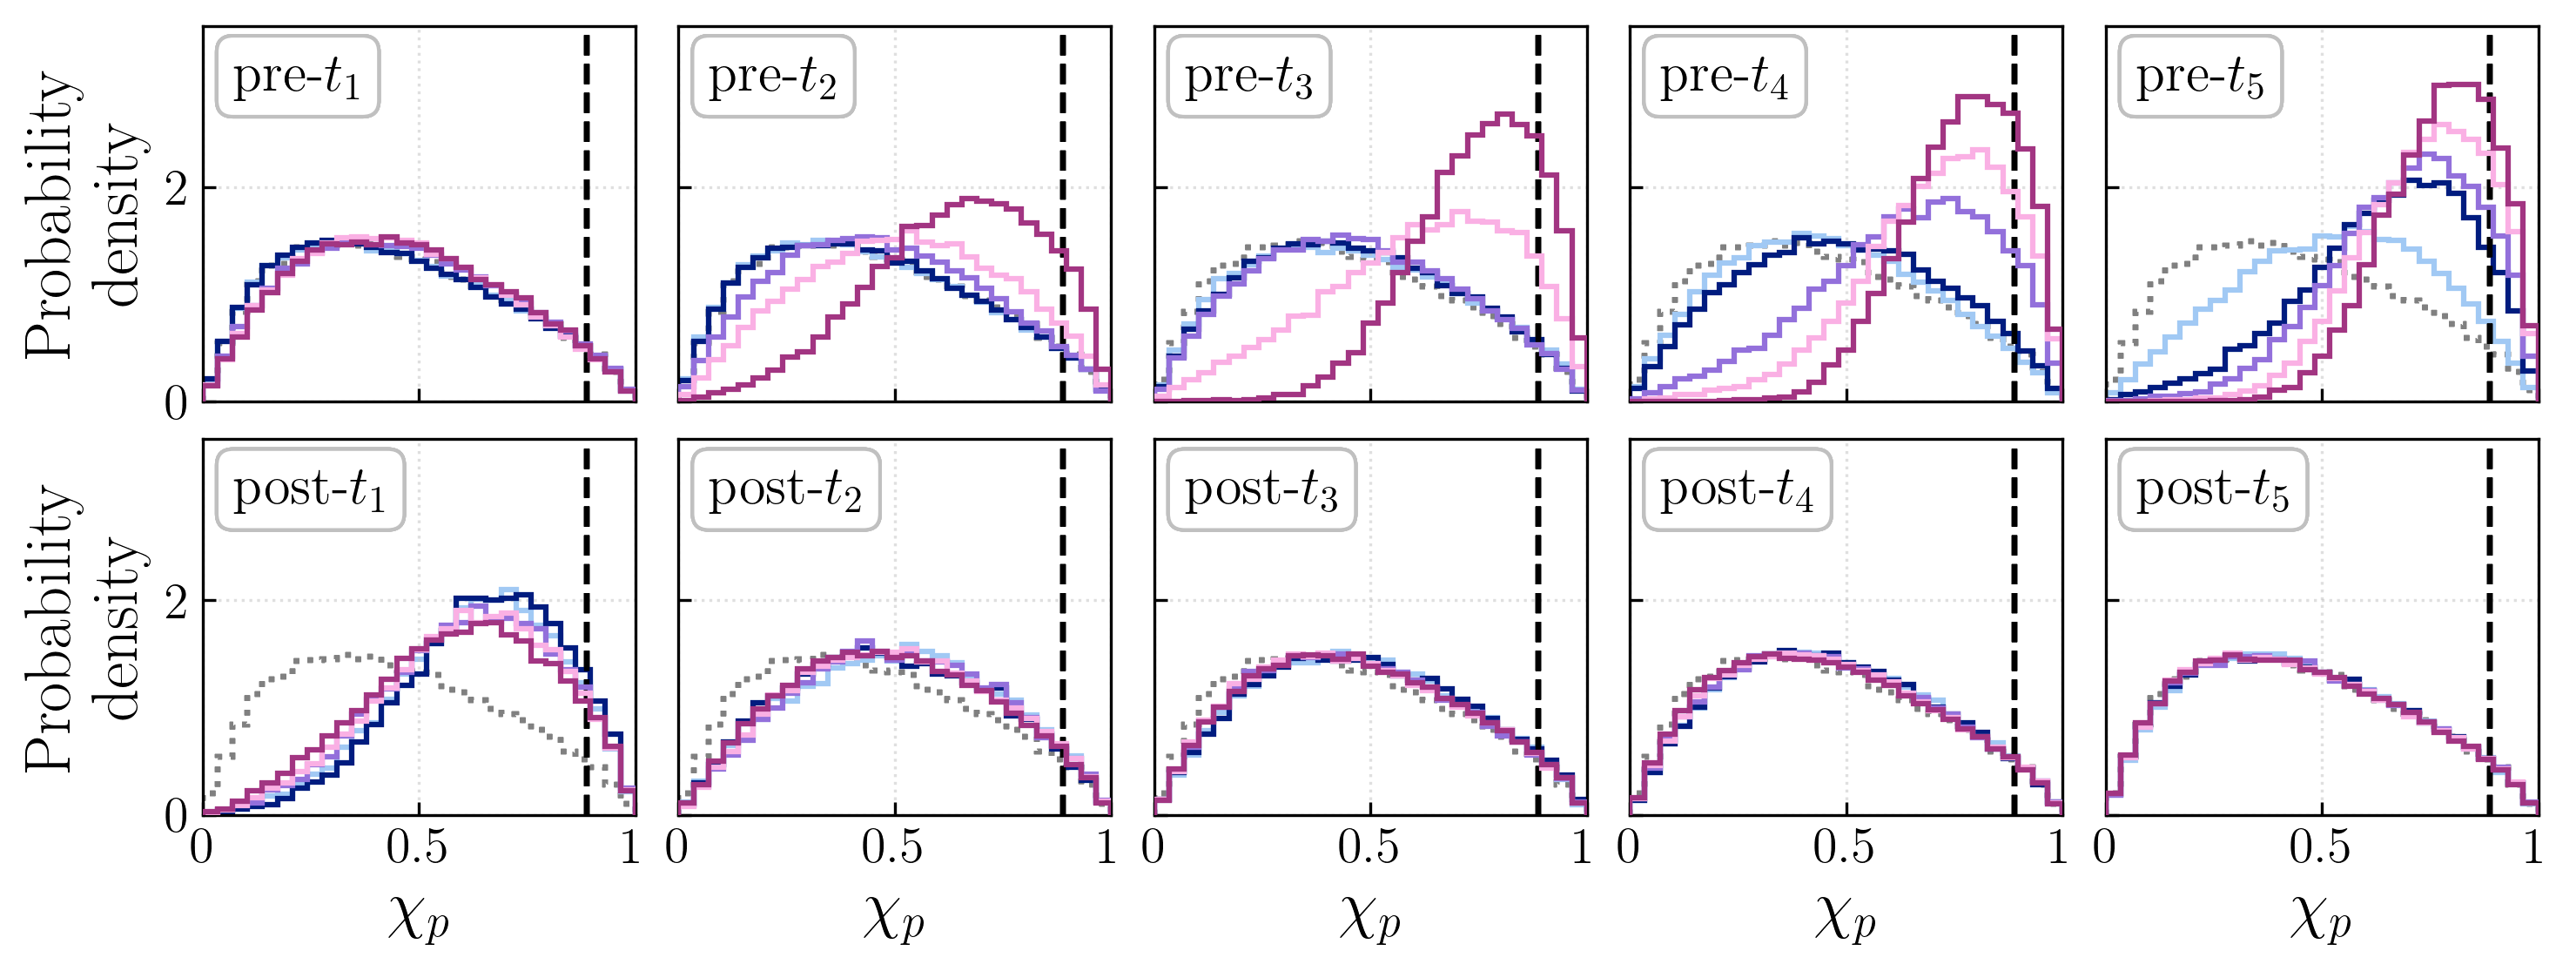 Probability
density
2
0
pre-t₁
pre-t₂
pre-t₃
pre-t₄
pre-t₅
Probability
density
2
0
post-t₁
post-t₂
post-t₃
post-t₄
post-t₅
0 0.5 1
0 0.5 1
0 0.5 1
0 0.5 1
0 0.5 1
χₚ
χₚ
χₚ
χₚ
χₚ